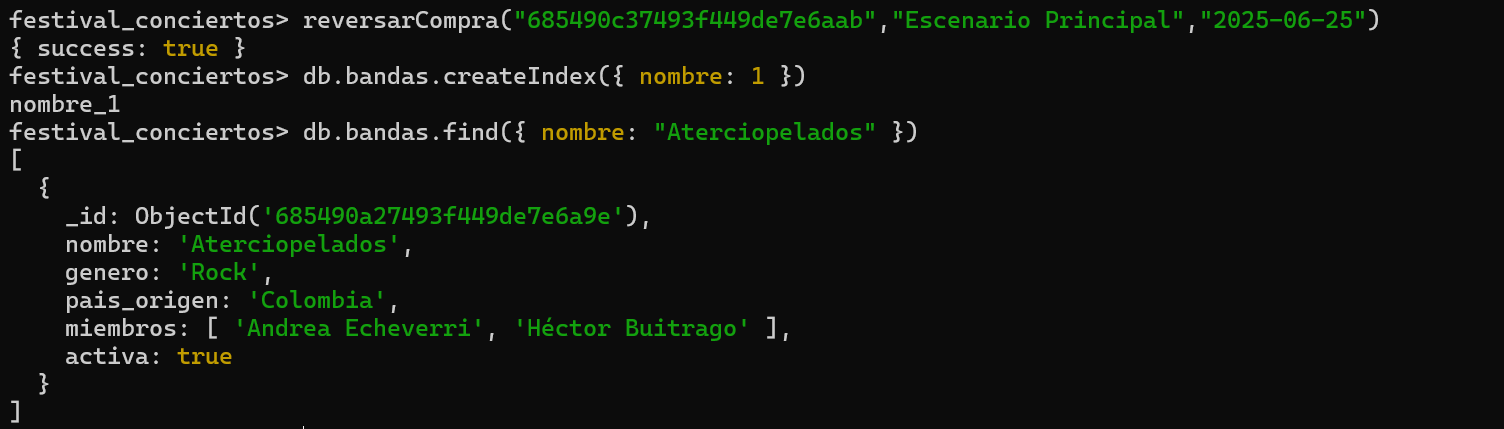 festival_conciertos> reversarCompra("685490c37493f449de7e6aab","Escenario Principal","2025-06-25")
{ success: true }
festival_conciertos> db.bandas.createIndex({ nombre: 1 })
nombre_1
festival_conciertos> db.bandas.find({ nombre: "Aterciopelados" })
[
  {
    _id: ObjectId('685490a27493f449de7e6a9e'),
    nombre: 'Aterciopelados',
    genero: 'Rock',
    pais_origen: 'Colombia',
    miembros: [ 'Andrea Echeverri', 'Héctor Buitrago' ],
    activa: true
  }
]